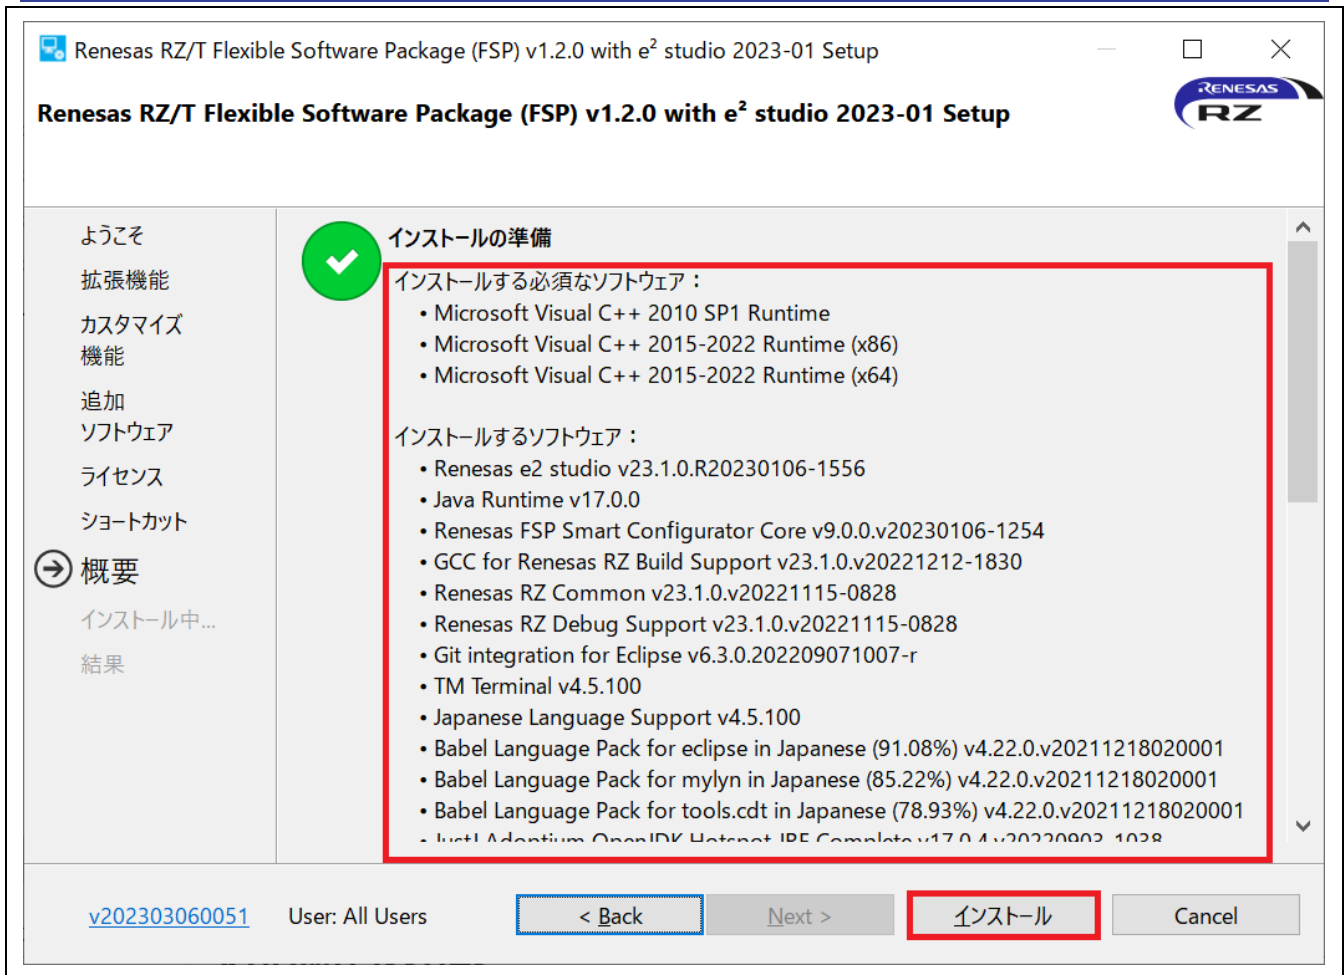 Renesas RZ/T Flexible Software Package (FSP) v1.2.0 with e² studio 2023-01 Setup
Renesas RZ/T Flexible Software Package (FSP) v1.2.0 with e² studio 2023-01 Setup
RENESAS
RZ
ようこそ
拡張機能
カスタマイズ
機能
追加
ソフトウェア
ライセンス
ショートカット
概要
インストール中...
結果
インストールの準備
インストールする必須なソフトウェア：
• Microsoft Visual C++ 2010 SP1 Runtime
• Microsoft Visual C++ 2015-2022 Runtime (x86)
• Microsoft Visual C++ 2015-2022 Runtime (x64)
インストールするソフトウェア：
• Renesas e2 studio v23.1.0.R20230106-1556
• Java Runtime v17.0.0
• Renesas FSP Smart Configurator Core v9.0.0.v20230106-1254
• GCC for Renesas RZ Build Support v23.1.0.v20221212-1830
• Renesas RZ Common v23.1.0.v20221115-0828
• Renesas RZ Debug Support v23.1.0.v20221115-0828
• Git integration for Eclipse v6.3.0.202209071007-r
• TM Terminal v4.5.100
• Japanese Language Support v4.5.100
• Babel Language Pack for eclipse in Japanese (91.08%) v4.22.0.v20211218020001
• Babel Language Pack for mylyn in Japanese (85.22%) v4.22.0.v20211218020001
• Babel Language Pack for tools.cdt in Japanese (78.93%) v4.22.0.v20211218020001
• JustJ Adoptium OpenJDK Hotspot JRE Complete v17.0.4.v20220903-1038
v202303060051
User: All Users
< Back
Next >
インストール
Cancel